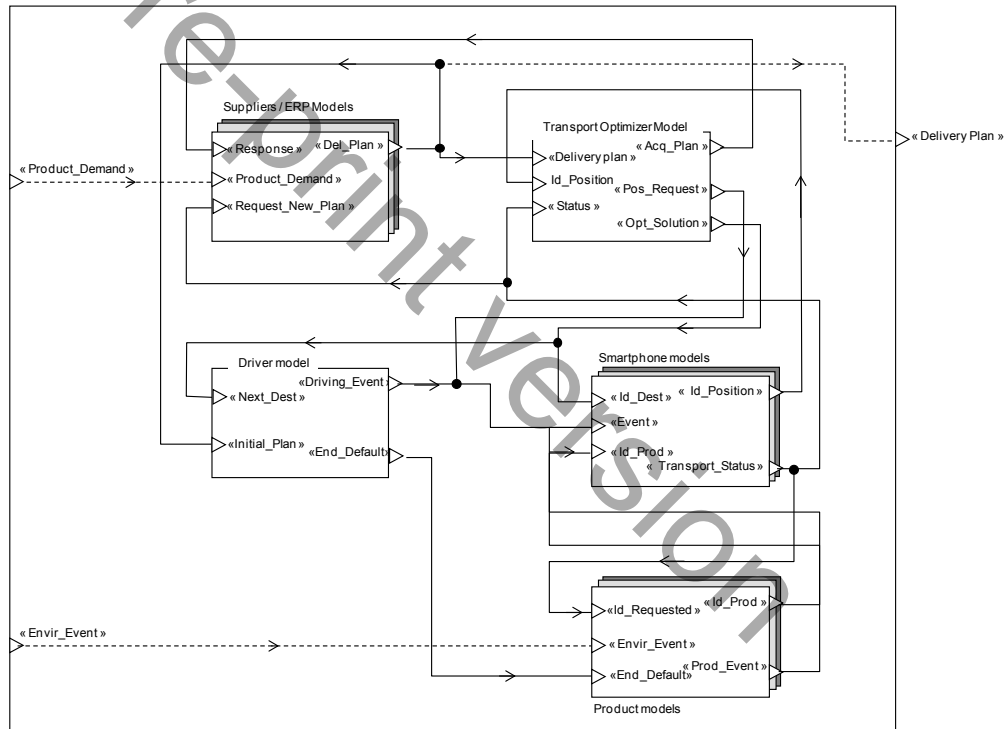 Suppliers / ERP Models
« Response »
« Del_Plan »
« Product_Demand »
« Request_New_Plan »
Transport Optimizer Model
« Acq_Plan »
«Delivery plan »
Id_Position
« Pos_Request »
« Status »
« Opt_Solution »
« Delivery Plan »
« Product_Demand »
Driver model
«Driving_Event»
« Next_Dest »
«Initial_Plan »
«End_Default»
Smartphone models
« Id_Position »
« Id_Dest »
«Event »
« Id_Prod »
« Transport_Status »
« Id_Prod »
«Id_Requested »
« Envir_Event »
« Envir_Event »
« Prod_Event »
«End_Default»
Product models
re-print version